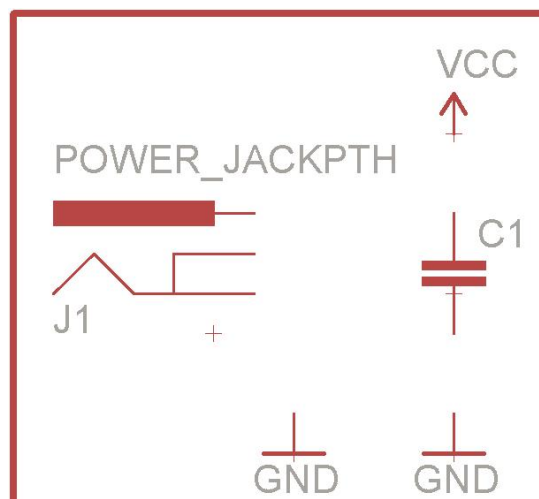 VCC
POWER_JACKPTH
C1
J1
GND
GND